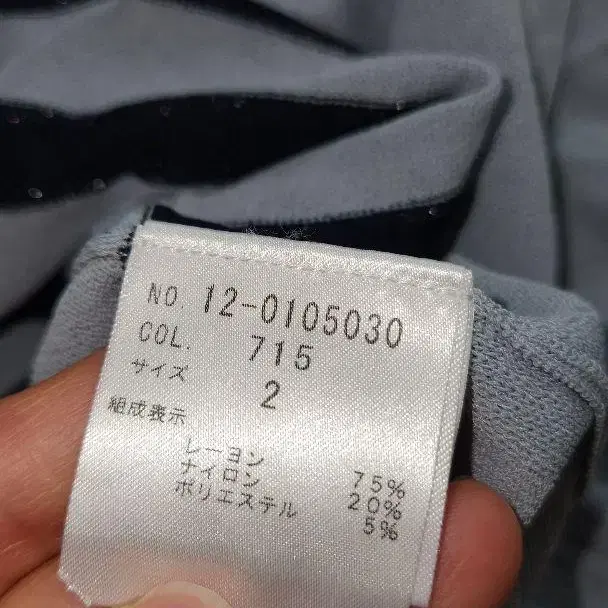 NO. 12-0105030
COL. 715
サイズ 2
組成表示
レーヨン 75%
ナイロン 20%
ポリエステル 5%